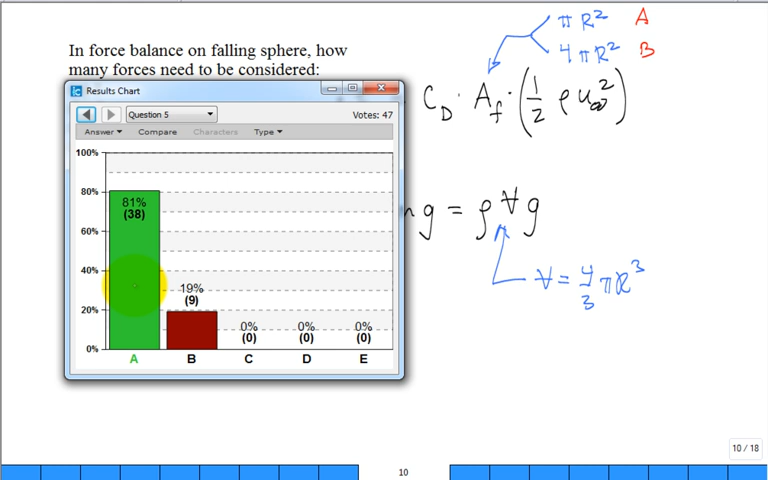 πR² A
4πR² B
In force balance on falling sphere, how
many forces need to be considered:
C_D · A_f · (1/2 ρ u_∞²)
Results Chart
Question 5
Votes: 47
Answer Compare Characters Type
100%
80%
60%
40%
20%
0%
81%
(38)
19%
(9)
0%
(0)
0%
(0)
0%
(0)
A B C D E
g = ρ V g
V = 4/3 πR³
10 / 18
10